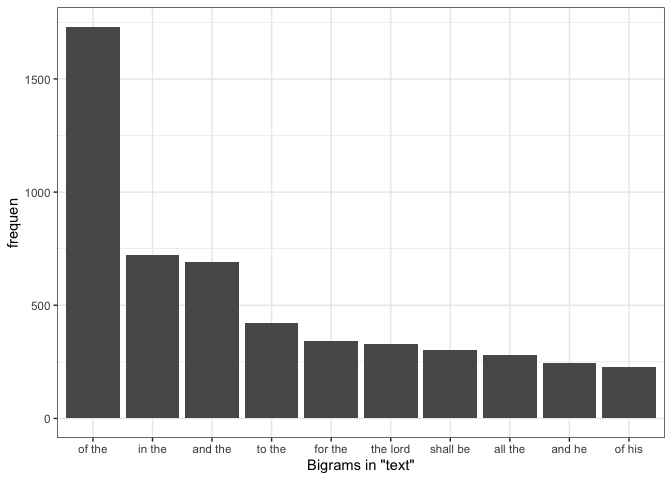 1500
1000
500
0
frequen
of the in the and the to the for the the lord shall be all the and he of his
Bigrams in "text"